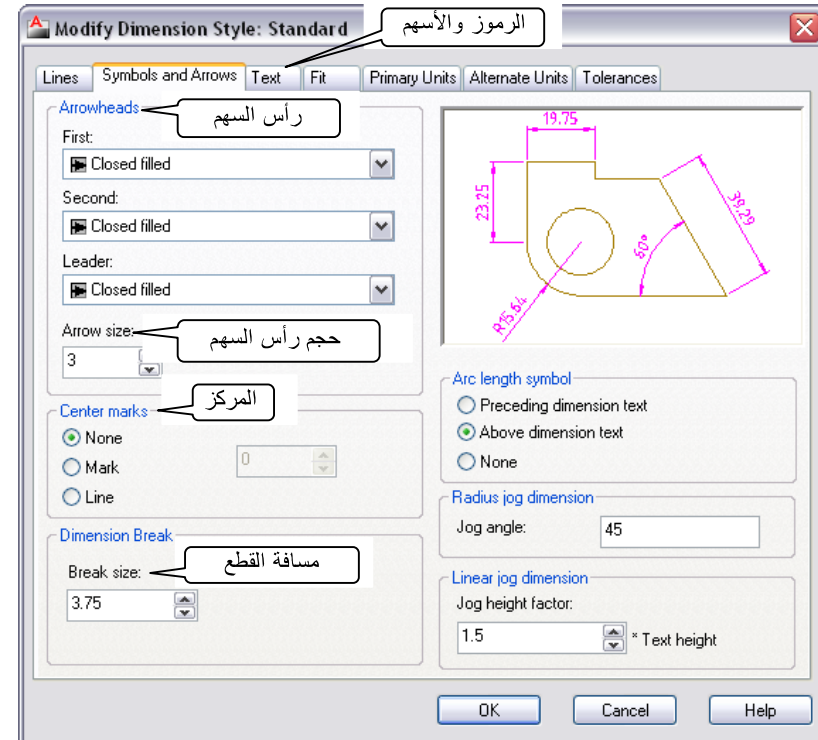 Modify Dimension Style: Standard
الرموز والأسهم
Lines Symbols and Arrows Text Fit Primary Units Alternate Units Tolerances
Arrowheads
رأس السهم
First:
Closed filled
Second:
Closed filled
Leader:
Closed filled
Arrow size:
حجم رأس السهم
3
Center marks
المركز
None
Mark
0
Line
Dimension Break
Break size:
مسافة القطع
3.75
19.75
23.25
39.29
60°
R15.64
Arc length symbol
Preceding dimension text
Above dimension text
None
Radius jog dimension
Jog angle:
45
Linear jog dimension
Jog height factor:
1.5 * Text height
OK Cancel Help